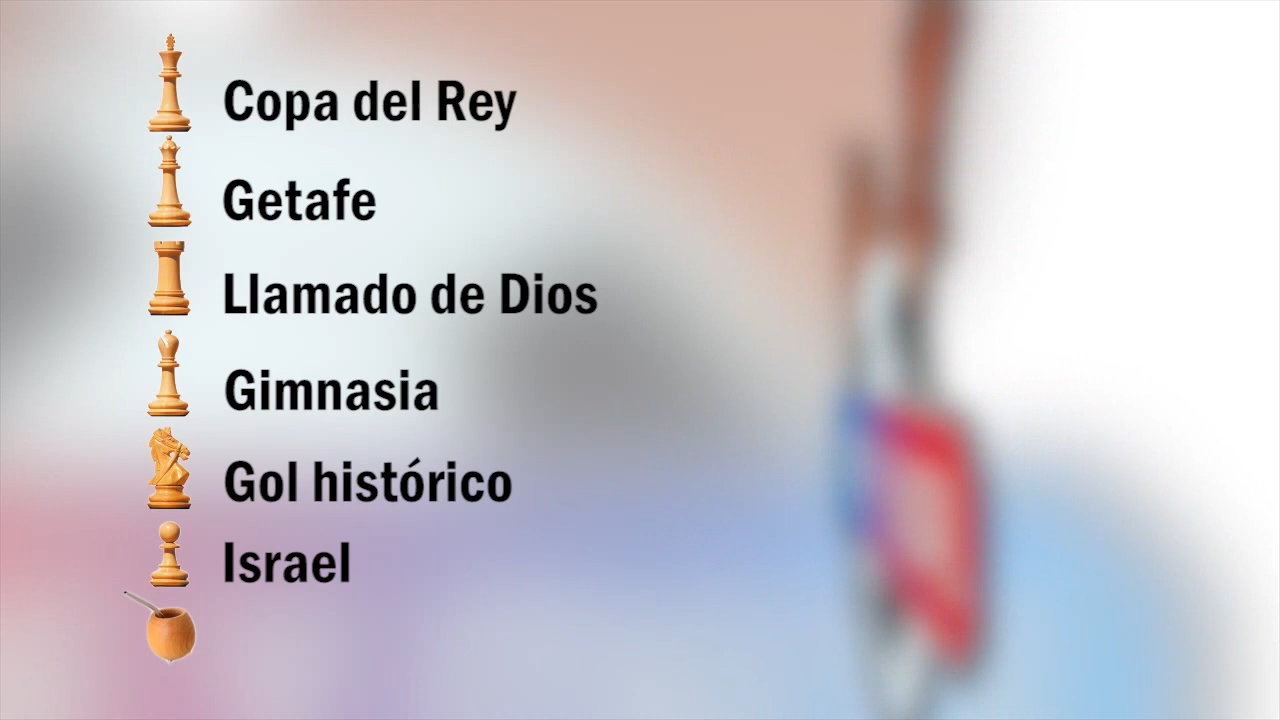 Copa del Rey
Getafe
Llamado de Dios
Gimnasia
Gol histórico
Israel